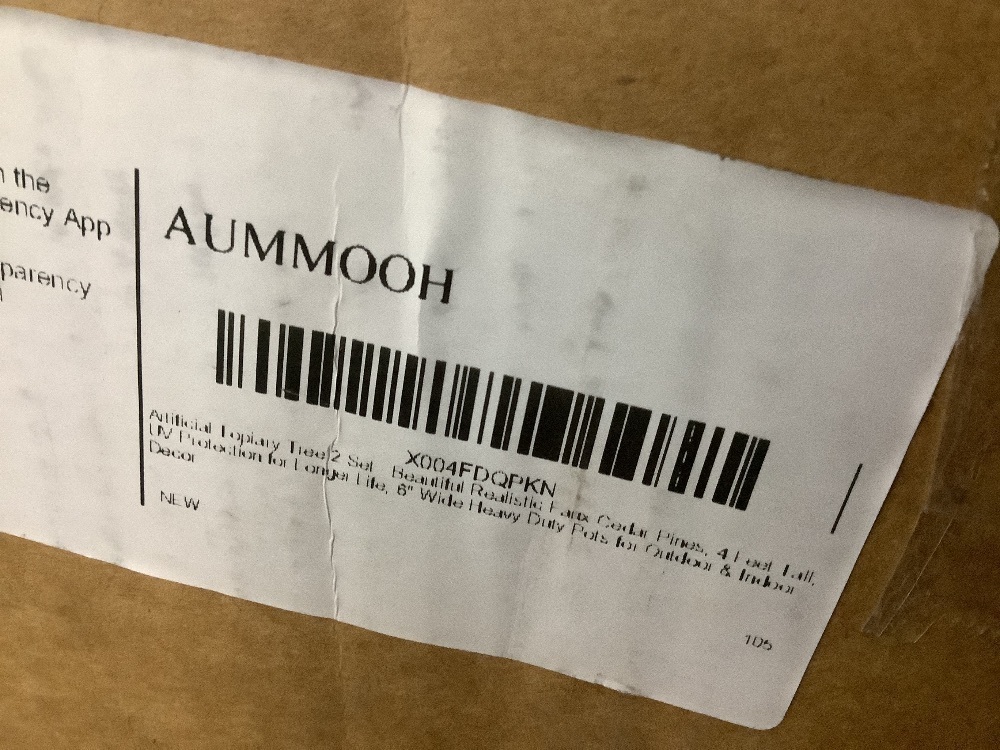 the
ency App
parency
AUMMOOH
X004FDQPKN
Artificial Topiary Tree 2 Set - Beautiful Realistic Faux Cedar Pines, 4 Feet Tall,
UV Protection for Longer Life, 8" Wide Heavy Duty Pots for Outdoor & Indoor
Decor
NEW
1D5